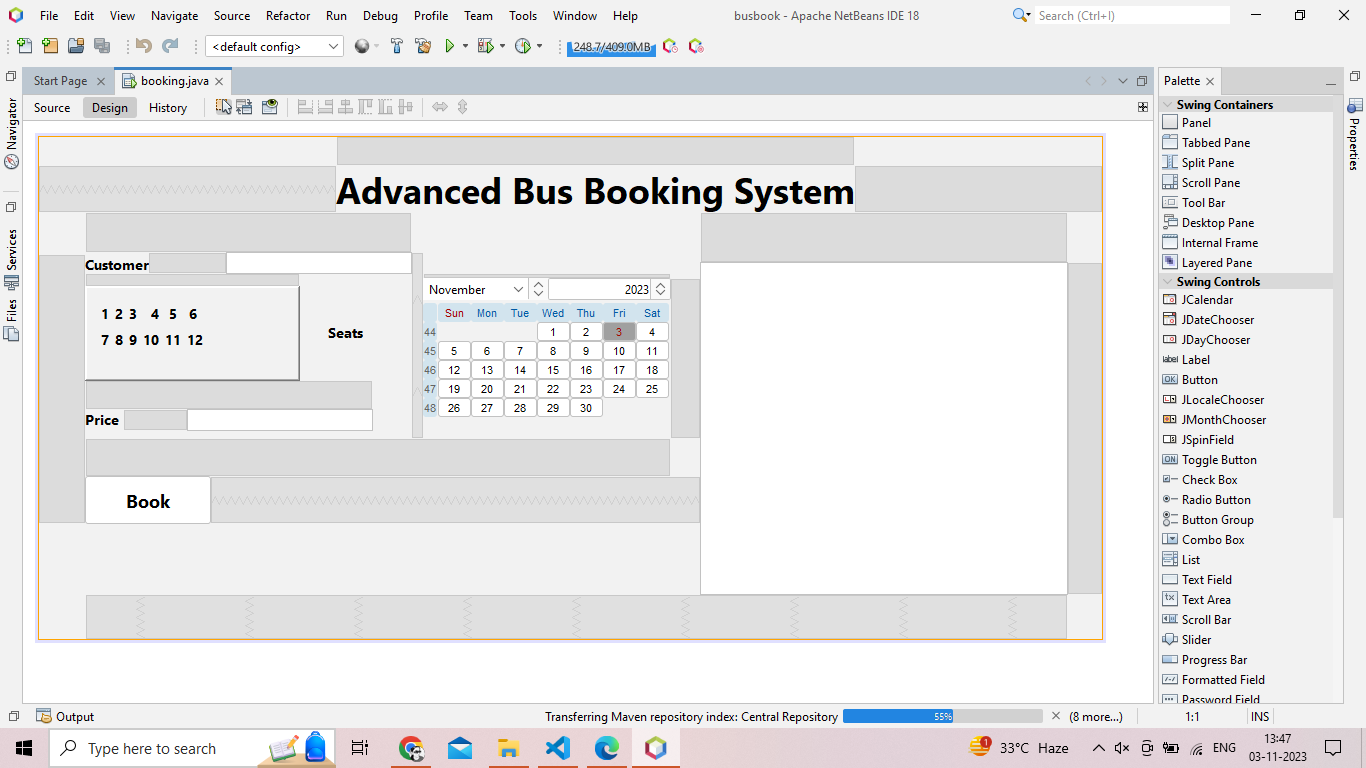 File Edit View Navigate Source Refactor Run Debug Profile Team Tools Window Help busbook - Apache NetBeans IDE 18 Search (Ctrl+I)
<default config> 248.7/409.0MB
Start Page booking.java Palette
Source Design History
Navigator
Services
Files
Properties
Advanced Bus Booking System
Customer
1 2 3 4 5 6
7 8 9 10 11 12
Seats
Price
Book
November 2023
Sun Mon Tue Wed Thu Fri Sat
44 1 2 3 4
45 5 6 7 8 9 10 11
46 12 13 14 15 16 17 18
47 19 20 21 22 23 24 25
48 26 27 28 29 30
Swing Containers
Panel
Tabbed Pane
Split Pane
Scroll Pane
Tool Bar
Desktop Pane
Internal Frame
Layered Pane
Swing Controls
JCalendar
JDateChooser
JDayChooser
label Label
OK Button
JLocaleChooser
JMonthChooser
JSpinField
ON Toggle Button
Check Box
Radio Button
Button Group
Combo Box
List
Text Field
Text Area
Scroll Bar
Slider
Progress Bar
Formatted Field
Password Field
Output Transferring Maven repository index: Central Repository 55% (8 more...) 1:1 INS
Type here to search 1 33°C Haze ENG 13:47
03-11-2023